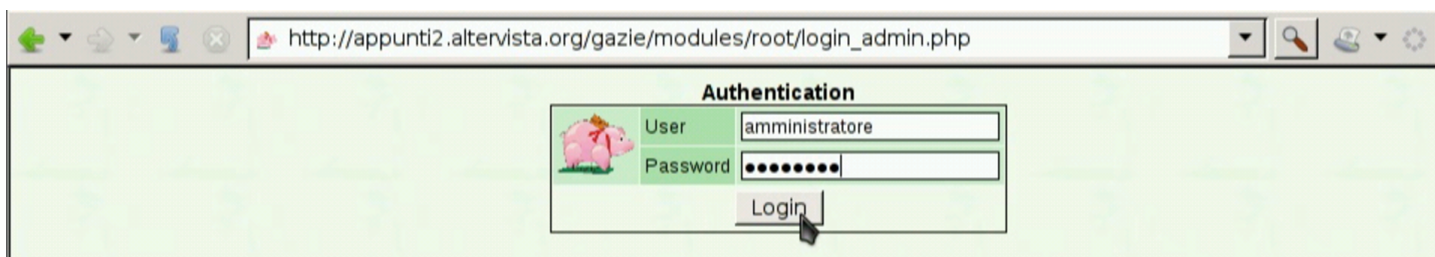 http://appunti2.altervista.org/gazie/modules/root/login_admin.php
Authentication
User amministratore
Password ●●●●●●●●
Login